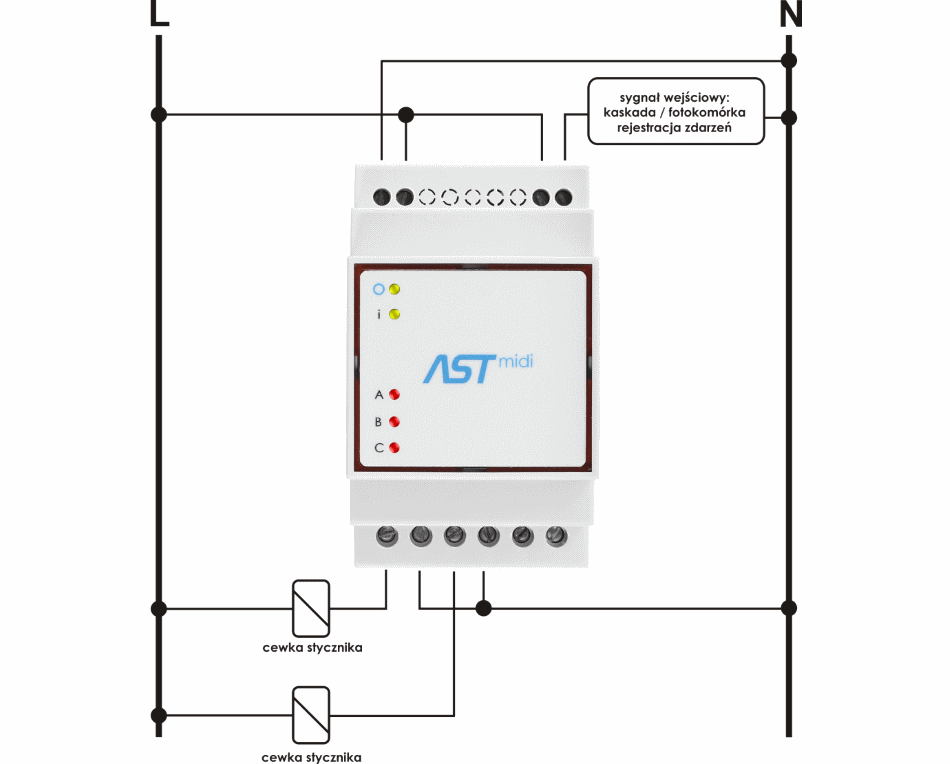 L
N
sygnał wejściowy:
kaskada / fotokomórka
rejestracja zdarzeń
i
AST midi
A
B
C
cewka stycznika
cewka stycznika